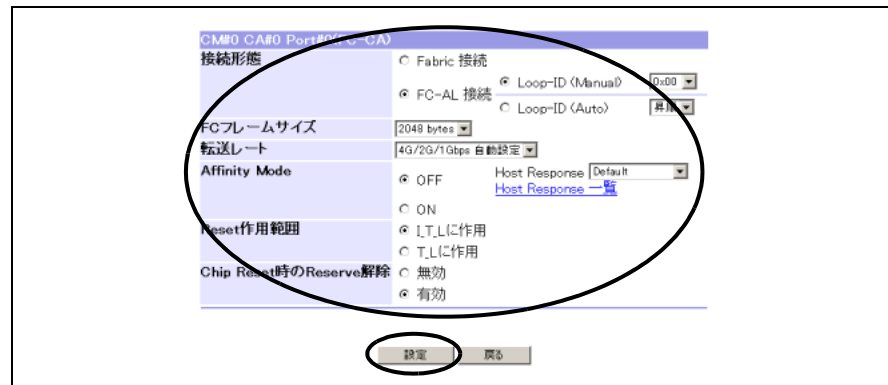 CM#0 CA#0 Port#0(FC-CA)
接続形態
Fabric 接続
FC-AL 接続
Loop-ID (Manual) 0x00
Loop-ID (Auto) 昇順
FCフレームサイズ 2048 bytes
転送レート 4G/2G/1Gbps 自動設定
Affinity Mode
OFF
Host Response Default
Host Response 一覧
ON
Reset作用範囲
I_T_Lに作用
T_Lに作用
Chip Reset時のReserve解除
無効
有効
設定 戻る